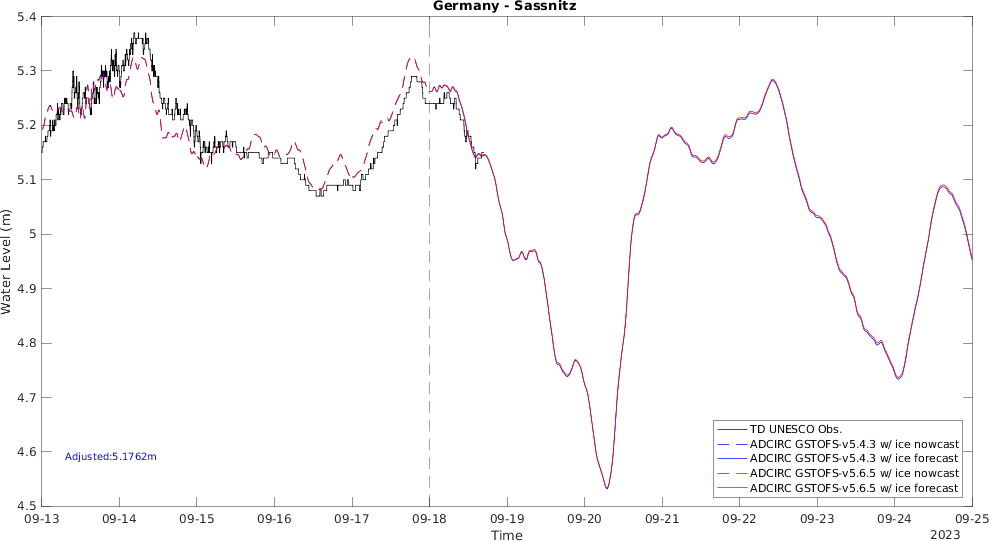 Germany - Sassnitz
5.4
5.3
5.2
5.1
5
4.9
4.8
4.7
4.6
4.5
Water Level (m)
Adjusted:5.1762m
TD UNESCO Obs.
ADCIRC GSTOFS-v5.4.3 w/ ice nowcast
ADCIRC GSTOFS-v5.4.3 w/ ice forecast
ADCIRC GSTOFS-v5.6.5 w/ ice nowcast
ADCIRC GSTOFS-v5.6.5 w/ ice forecast
09-13 09-14 09-15 09-16 09-17 09-18 09-19 09-20 09-21 09-22 09-23 09-24 09-25
Time
2023